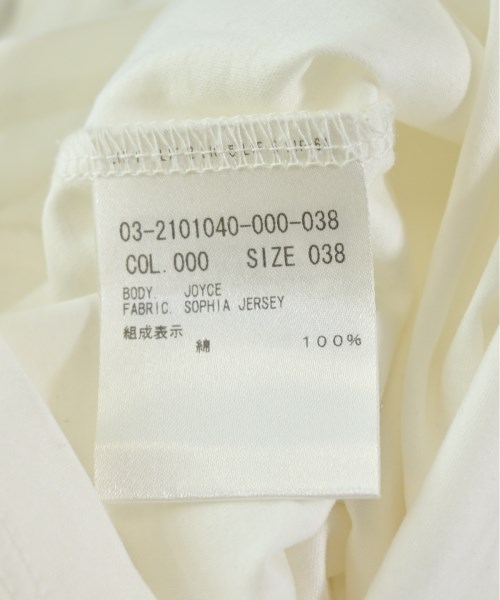 03-2101040-000-038
COL. 000 SIZE 038
BODY. JOYCE
FABRIC. SOPHIA JERSEY
組成表示
綿 100%